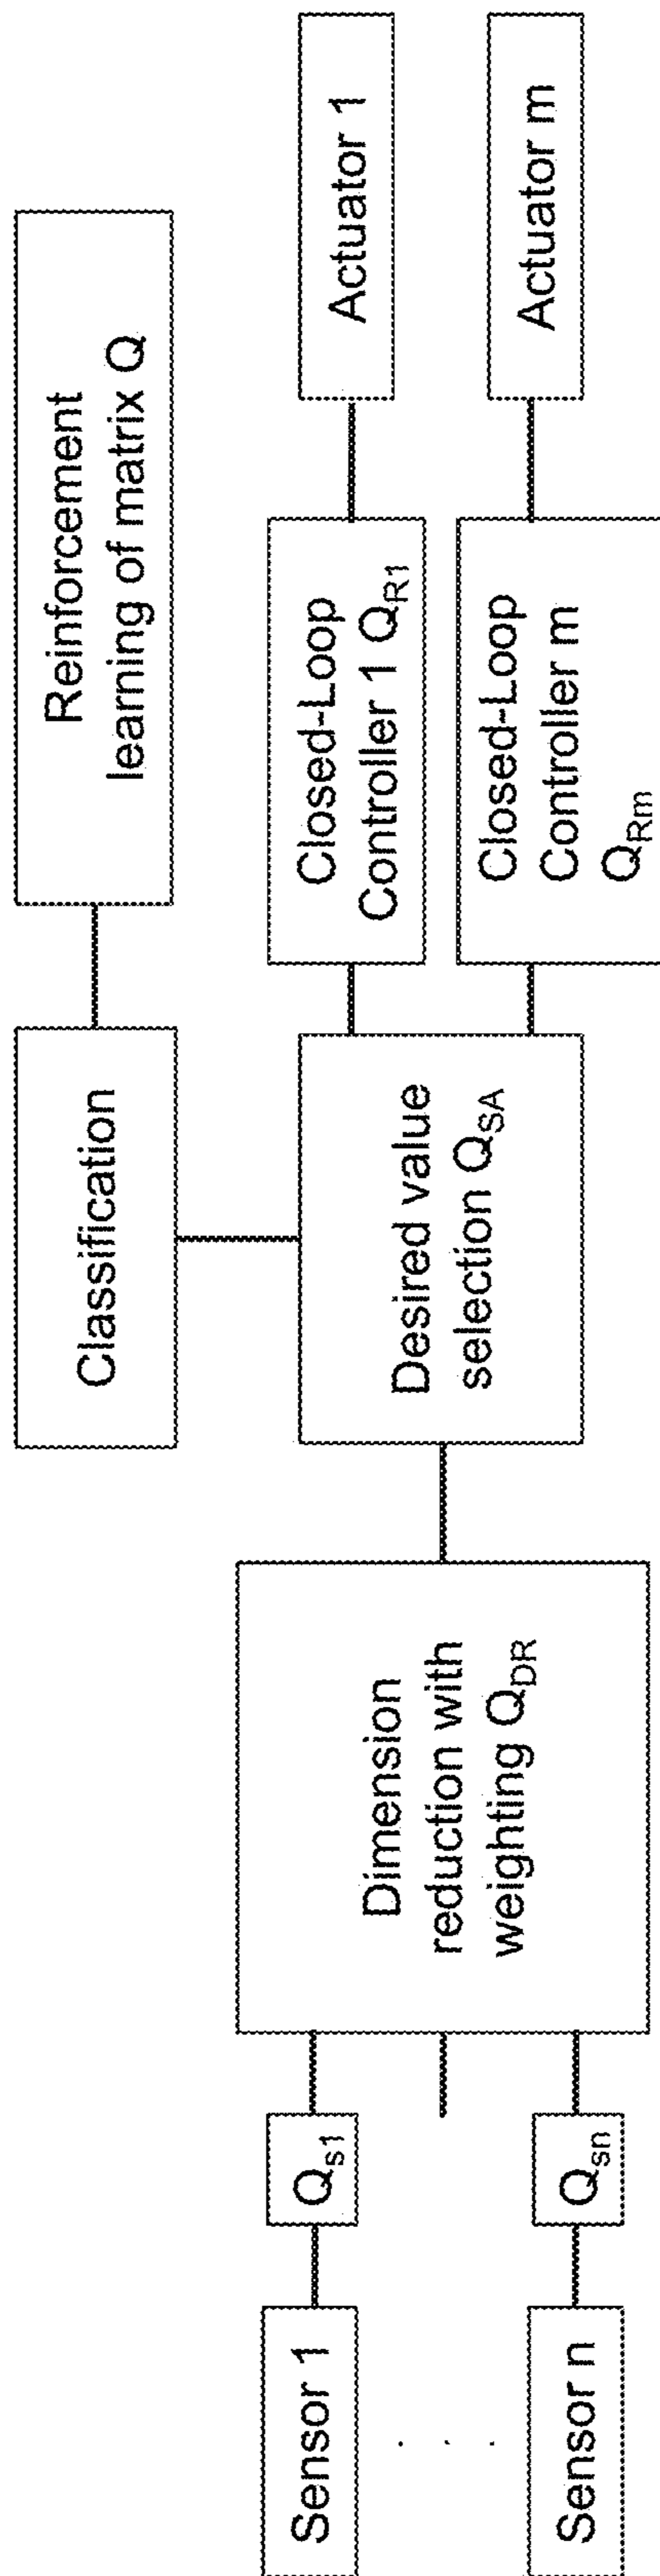 Sensor 1
. . .
Sensor n
Qs1
Qsn
Dimension
reduction with
weighting QDR
Desired value
selection QSA
Classification
Reinforcement
learning of matrix Q
Closed-Loop
Controller 1 QR1
Closed-Loop
Controller m
QRm
Actuator 1
Actuator m